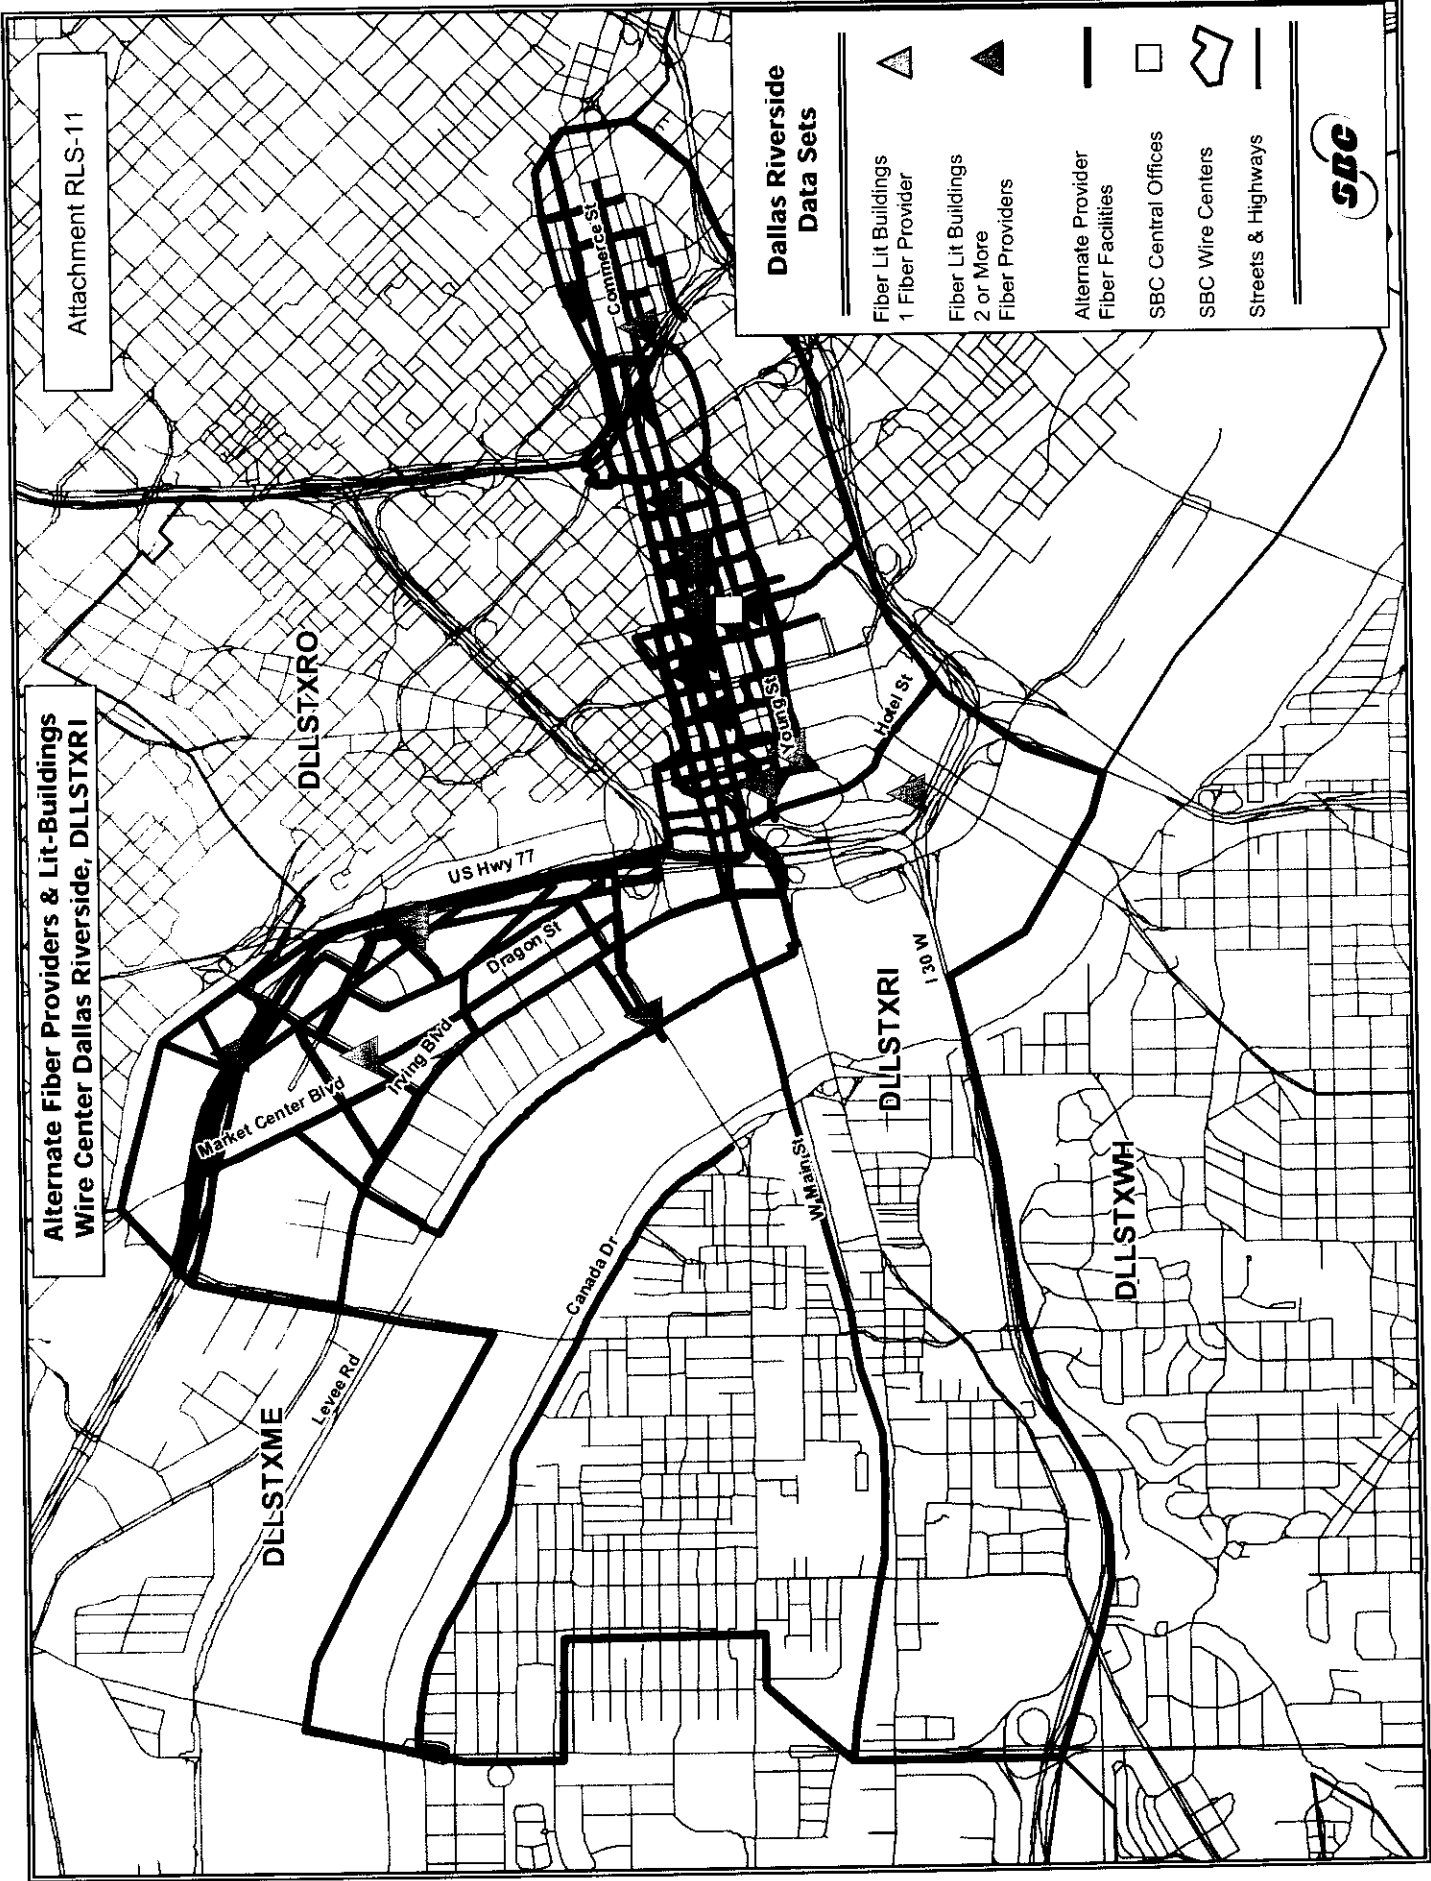 Alternate Fiber Providers & Lit-Buildings
Wire Center Dallas Riverside, DLLSTXRI
Attachment RLS-11
DLLSTXME
Levee Rd
Market Center Blvd
Irving Blvd
Dragon St
US Hwy 77
DLLSTXRO
Canada Dr
Commerce St
Young St
Hotel St
W Main St
DLLSTXRI
I 30 W
DLLSTXWH
Dallas Riverside
Data Sets
Fiber Lit Buildings
1 Fiber Provider
Fiber Lit Buildings
2 or More
Fiber Providers
Alternate Provider
Fiber Facilities
SBC Central Offices
SBC Wire Centers
Streets & Highways
SBC